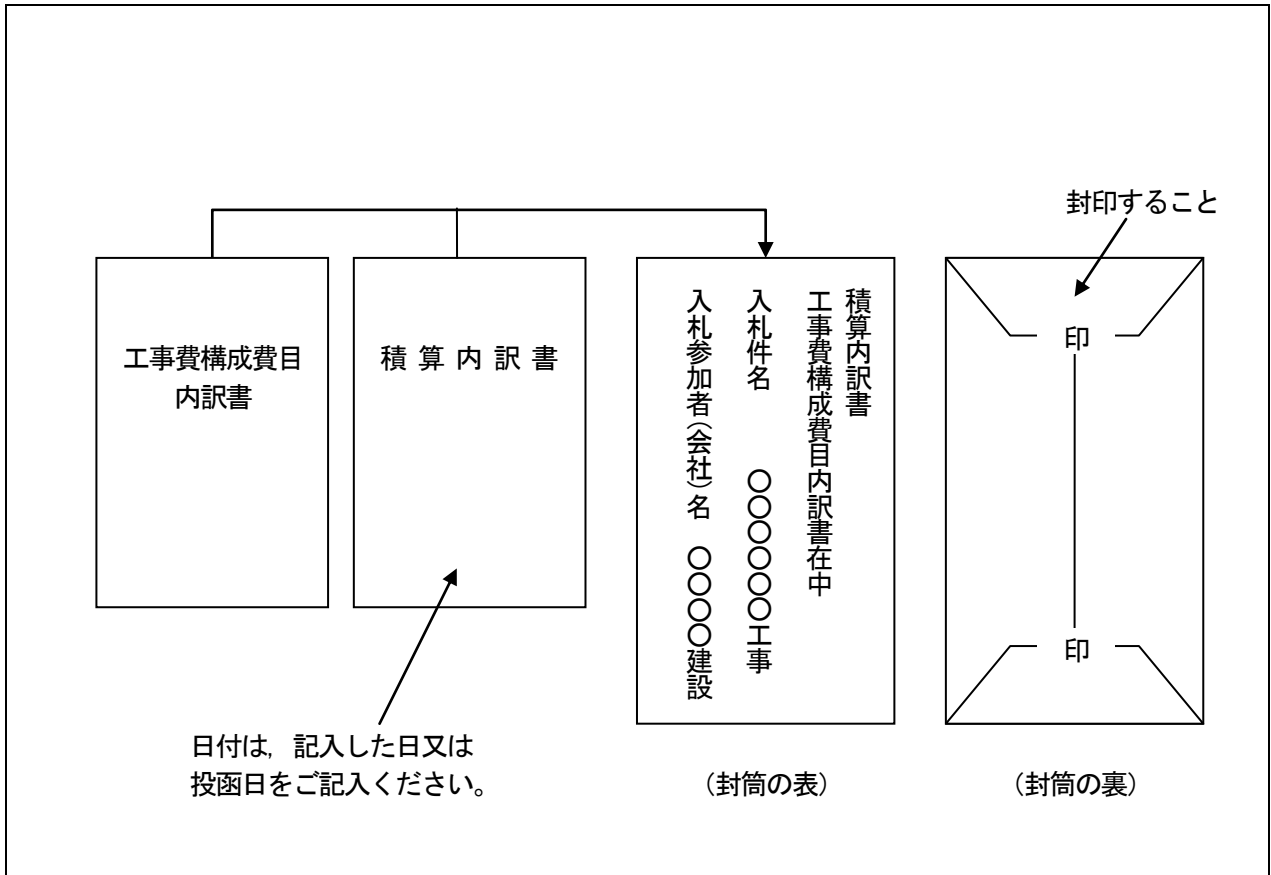 封印すること
工事費構成費目
内訳書
積算内訳書
積算内訳書
工事費構成費目内訳書在中
入札件名 〇〇〇〇〇〇工事
入札参加者(会社)名 〇〇〇〇建設
印
印
日付は，記入した日又は
投函日をご記入ください。
（封筒の表）
（封筒の裏）